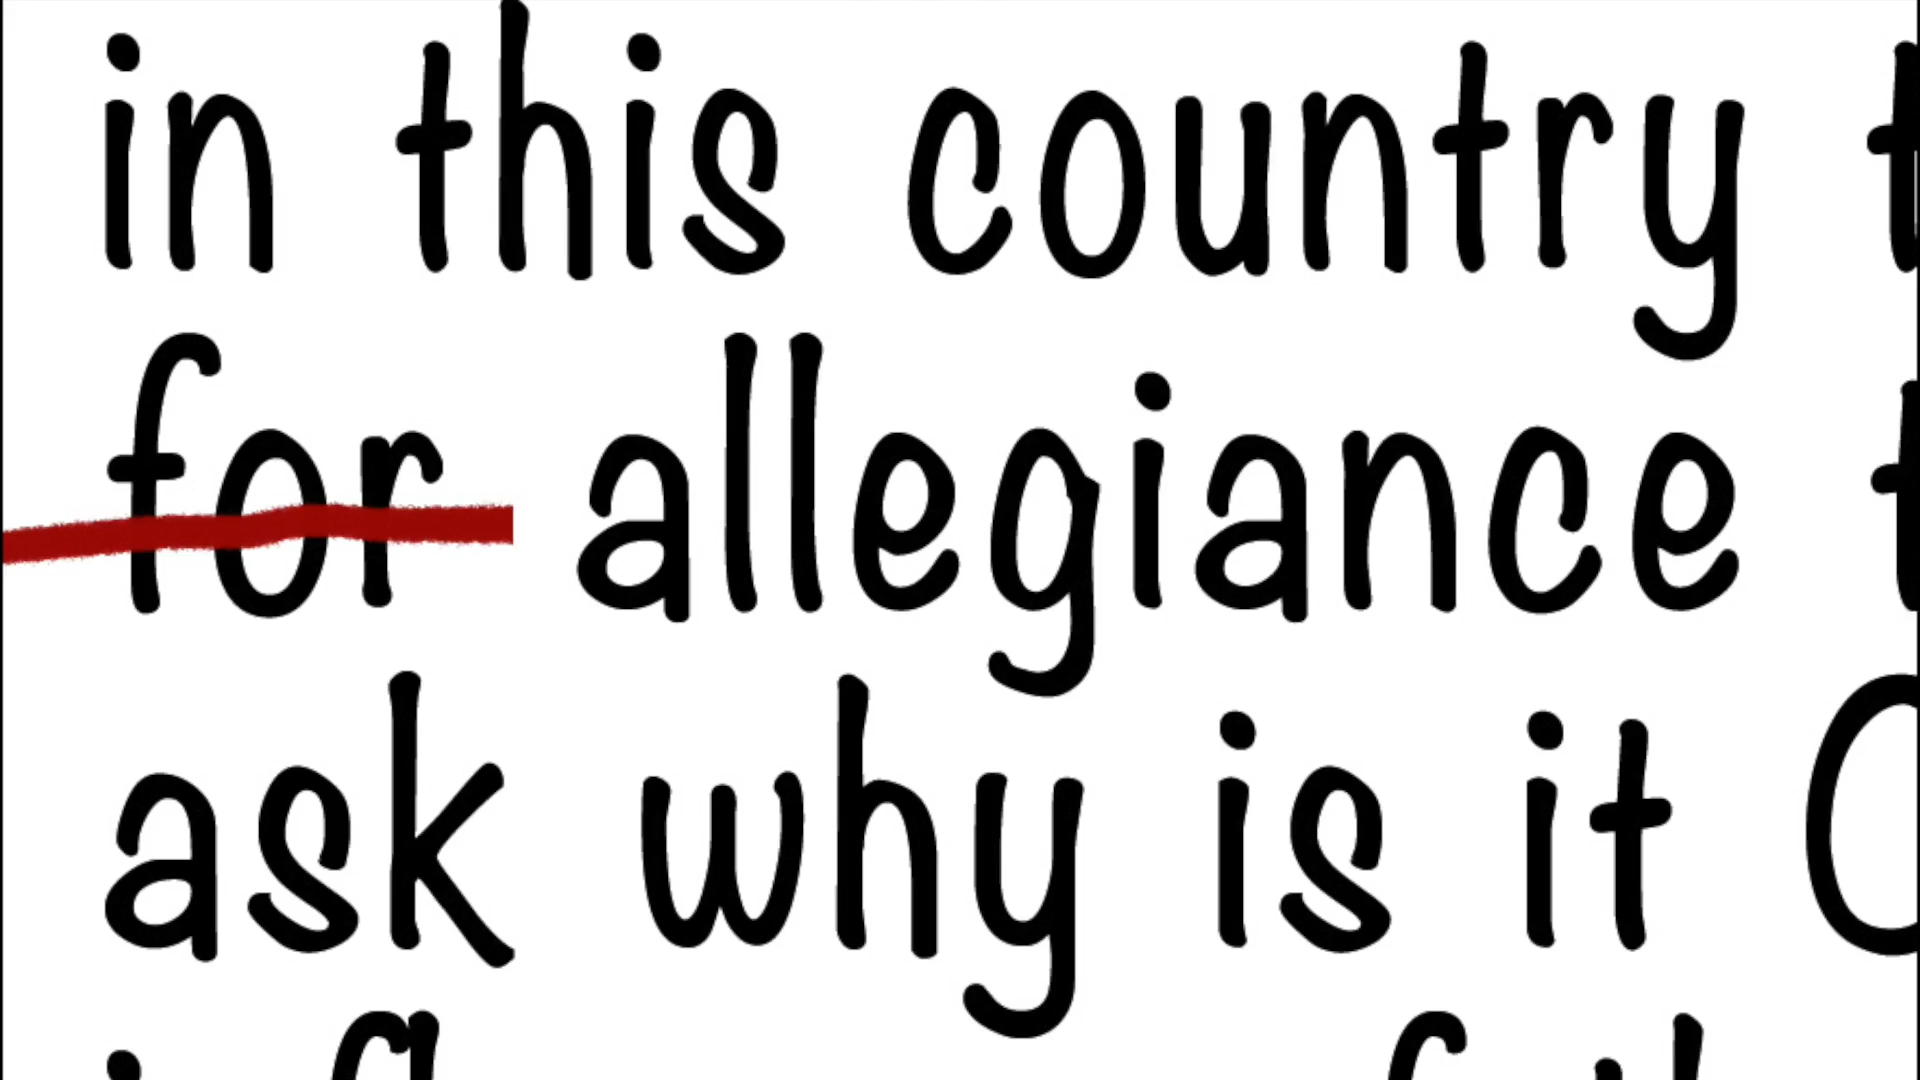 in this country
for allegiance
ask why is it